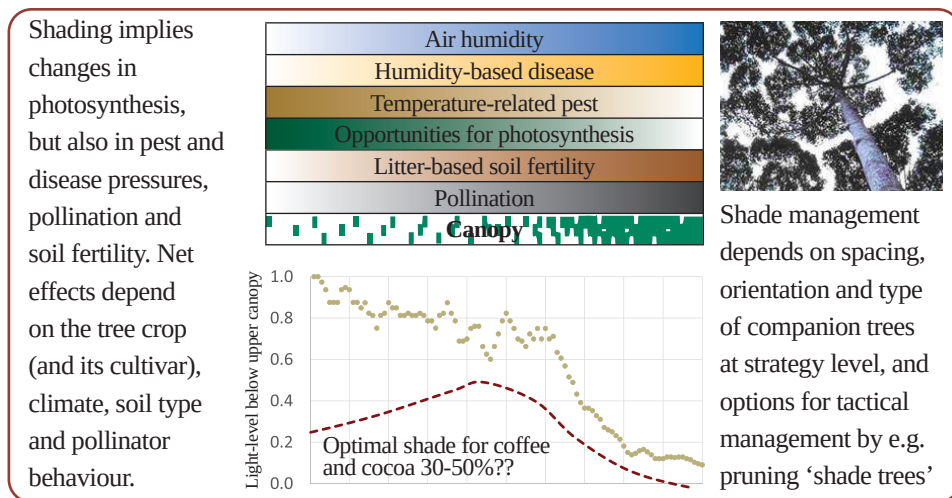 Shading implies
changes in
photosynthesis,
but also in pest and
disease pressures,
pollination and
soil fertility. Net
effects depend
on the tree crop
(and its cultivar),
climate, soil type
and pollinator
behaviour.
Air humidity
Humidity-based disease
Temperature-related pest
Opportunities for photosynthesis
Litter-based soil fertility
Pollination
Canopy
Light-level below upper canopy
1.0
0.8
0.6
0.4
0.2
0.0
Optimal shade for coffee
and cocoa 30-50%??
Shade management
depends on spacing,
orientation and type
of companion trees
at strategy level, and
options for tactical
management by e.g.
pruning ‘shade trees’